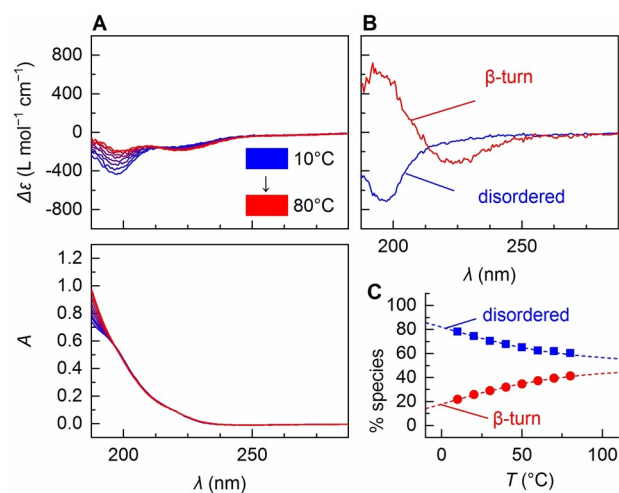 A
B
800
400
0
-400
-800
Δε (L mol⁻¹ cm⁻¹)
10°C
↓
80°C
β-turn
disordered
200
250
λ (nm)
1.2
1.0
0.8
0.6
0.4
0.2
0.0
A
200
250
λ (nm)
C
100
80
60
40
20
0
% species
disordered
β-turn
0
50
100
T (°C)